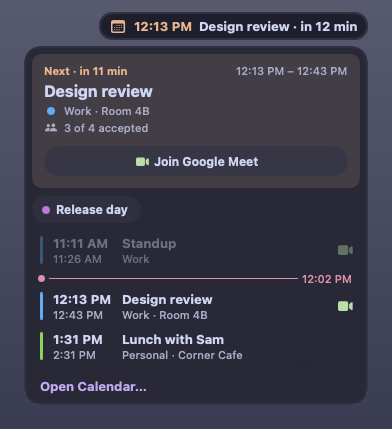 12:13 PM Design review · in 12 min
Next · in 11 min 12:13 PM – 12:43 PM
Design review
Work · Room 4B
3 of 4 accepted
Join Google Meet
Release day
11:11 AM Standup
11:26 AM Work
12:02 PM
12:13 PM Design review
12:43 PM Work · Room 4B
1:31 PM Lunch with Sam
2:31 PM Personal · Corner Cafe
Open Calendar...